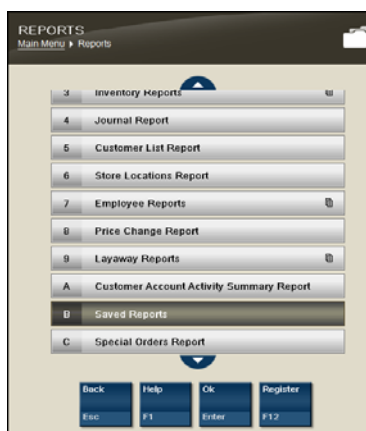 REPORTS
Main Menu ▸ Reports
3 Inventory Reports
4 Journal Report
5 Customer List Report
6 Store Locations Report
7 Employee Reports
8 Price Change Report
9 Layaway Reports
A Customer Account Activity Summary Report
B Saved Reports
C Special Orders Report
Back Help Ok Register
Esc F1 Enter F12